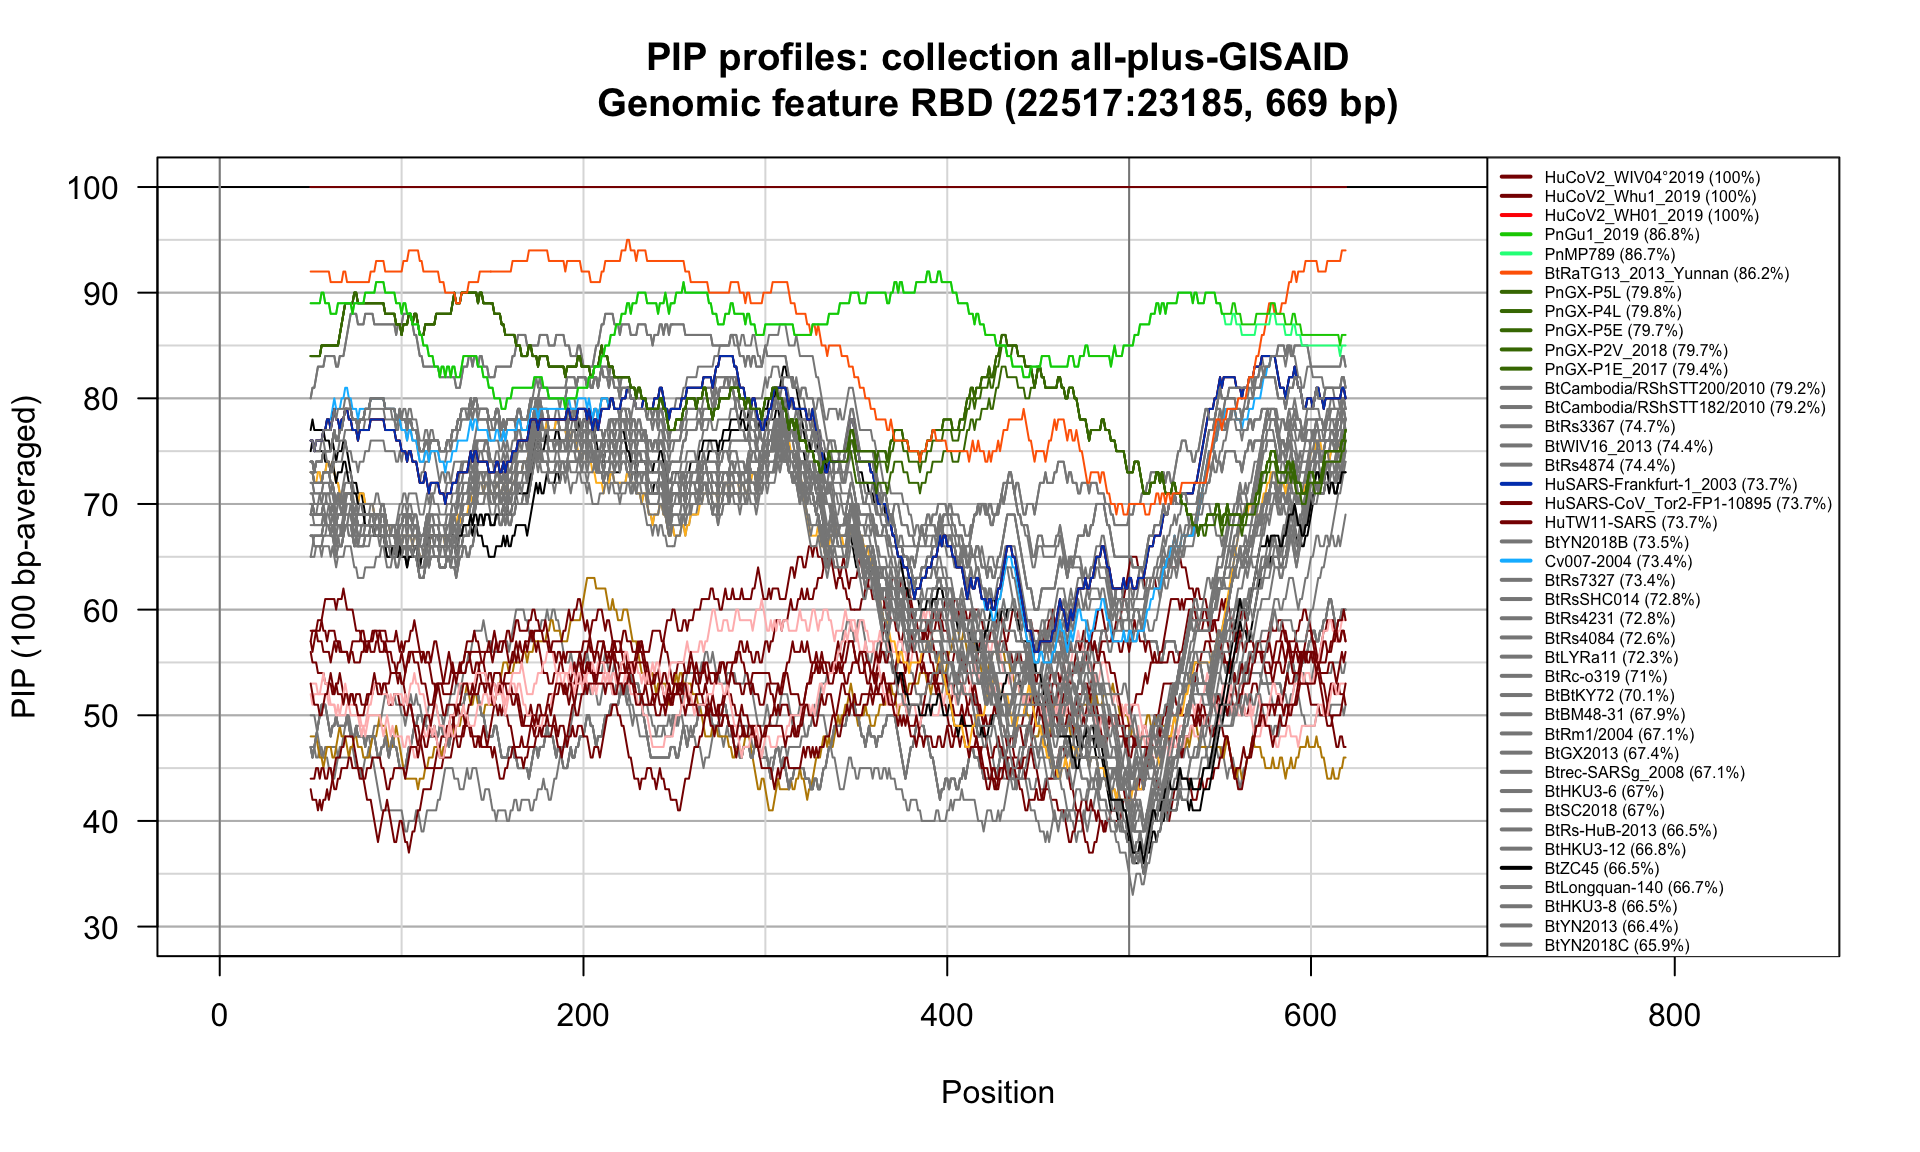 PIP profiles: collection all-plus-GISAID
Genomic feature RBD (22517:23185, 669 bp)
PIP (100 bp-averaged)
100
90
80
70
60
50
40
30
0
200
400
600
800
Position
HuCoV2_WIV04°2019 (100%)
HuCoV2_Whu1_2019 (100%)
HuCoV2_WH01_2019 (100%)
PnGu1_2019 (86.8%)
PnMP789 (86.7%)
BtRaTG13_2013_Yunnan (86.2%)
PnGX-P5L (79.8%)
PnGX-P4L (79.8%)
PnGX-P5E (79.7%)
PnGX-P2V_2018 (79.7%)
PnGX-P1E_2017 (79.4%)
BtCambodia/RShSTT200/2010 (79.2%)
BtCambodia/RShSTT182/2010 (79.2%)
BtRs3367 (74.7%)
BtWIV16_2013 (74.4%)
BtRs4874 (74.4%)
HuSARS-Frankfurt-1_2003 (73.7%)
HuSARS-CoV_Tor2-FP1-10895 (73.7%)
HuTW11-SARS (73.7%)
BtYN2018B (73.5%)
Cv007-2004 (73.4%)
BtRs7327 (73.4%)
BtRsSHC014 (72.8%)
BtRs4231 (72.8%)
BtRs4084 (72.6%)
BtLYRa11 (72.3%)
BtRc-o319 (71%)
BtBtKY72 (70.1%)
BtBM48-31 (67.9%)
BtRm1/2004 (67.1%)
BtGX2013 (67.4%)
Btrec-SARSg_2008 (67.1%)
BtHKU3-6 (67%)
BtSC2018 (67%)
BtRs-HuB-2013 (66.5%)
BtHKU3-12 (66.8%)
BtZC45 (66.5%)
BtLongquan-140 (66.7%)
BtHKU3-8 (66.5%)
BtYN2013 (66.4%)
BtYN2018C (65.9%)